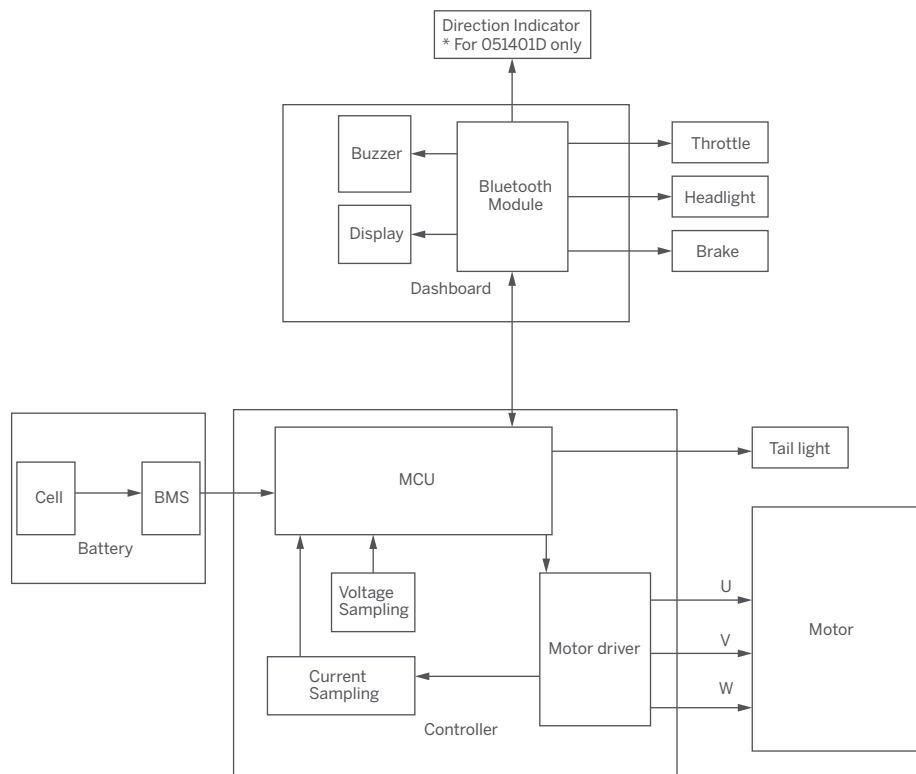 Direction Indicator
* For 051401D only
Buzzer
Bluetooth
Module
Throttle
Headlight
Display
Brake
Dashboard
MCU
Tail light
Cell
BMS
Battery
Voltage
Sampling
U
Motor driver
V
Motor
Current
Sampling
W
Controller